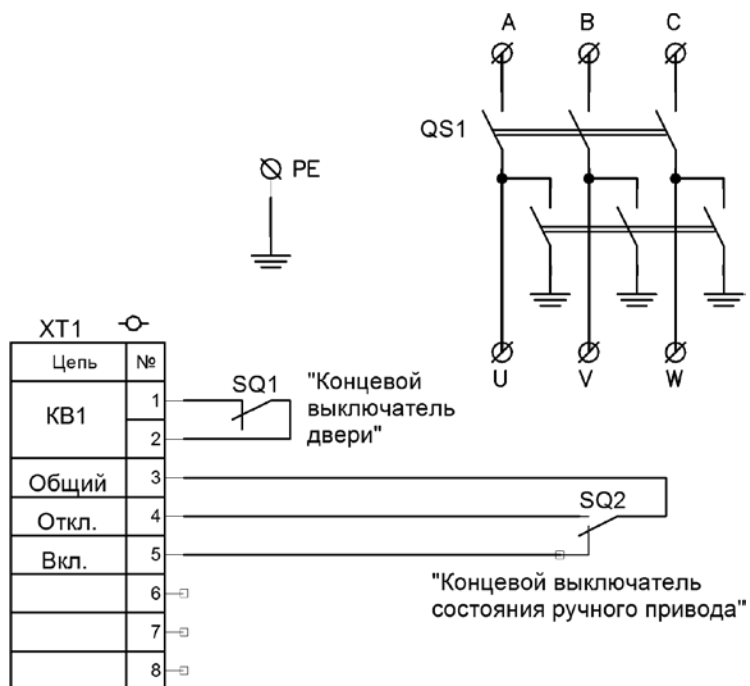 A B C
QS1
PE
XT1
Цепь №
SQ1
"Концевой
выключатель
двери"
КВ1 1
2
U V W
Общий 3
Откл. 4
SQ2
Вкл. 5
"Концевой выключатель
состояния ручного привода"
6
7
8